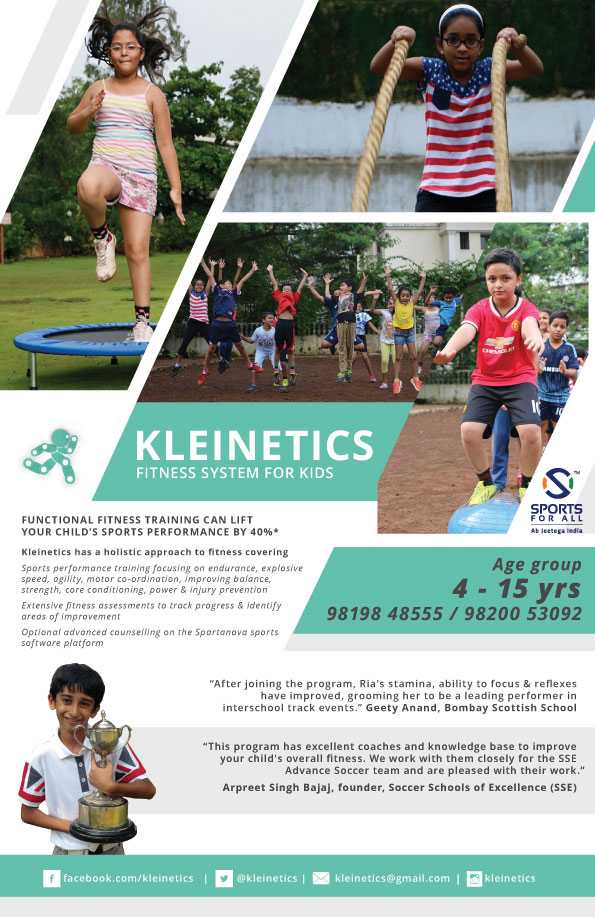 CHEVROLET
KLEINETICS
FITNESS SYSTEM FOR KIDS
SPORTS
FOR ALL
Ab Jeetega India
TM
FUNCTIONAL FITNESS TRAINING CAN LIFT
YOUR CHILD'S SPORTS PERFORMANCE BY 40%*
Kleinetics has a holistic approach to fitness covering
Sports performance training focusing on endurance, explosive
speed, agility, motor co-ordination, improving balance,
strength, core conditioning, power & injury prevention
Extensive fitness assessments to track progress & identify
areas of improvement
Optional advanced counselling on the Spartanova sports
software platform
Age group
4 - 15 yrs
98198 48555 / 98200 53092
“After joining the program, Ria's stamina, ability to focus & reflexes
have improved, grooming her to be a leading performer in
interschool track events.” Geety Anand, Bombay Scottish School
“This program has excellent coaches and knowledge base to improve
your child's overall fitness. We work with them closely for the SSE
Advance Soccer team and are pleased with their work.”
Arpreet Singh Bajaj, founder, Soccer Schools of Excellence (SSE)
facebook.com/kleinetics | @kleinetics | kleinetics@gmail.com | kleinetics